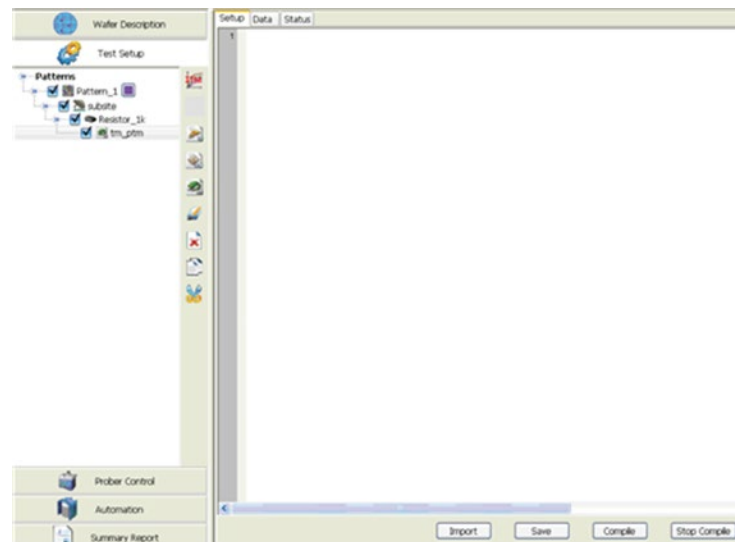 Wafer Description
Test Setup
Patterns
Pattern_1
subsite
Resistor_1k
tm_ptm
Prober Control
Automation
Summary Report
Setup Data Status
1
Import Save Compile Stop Compile